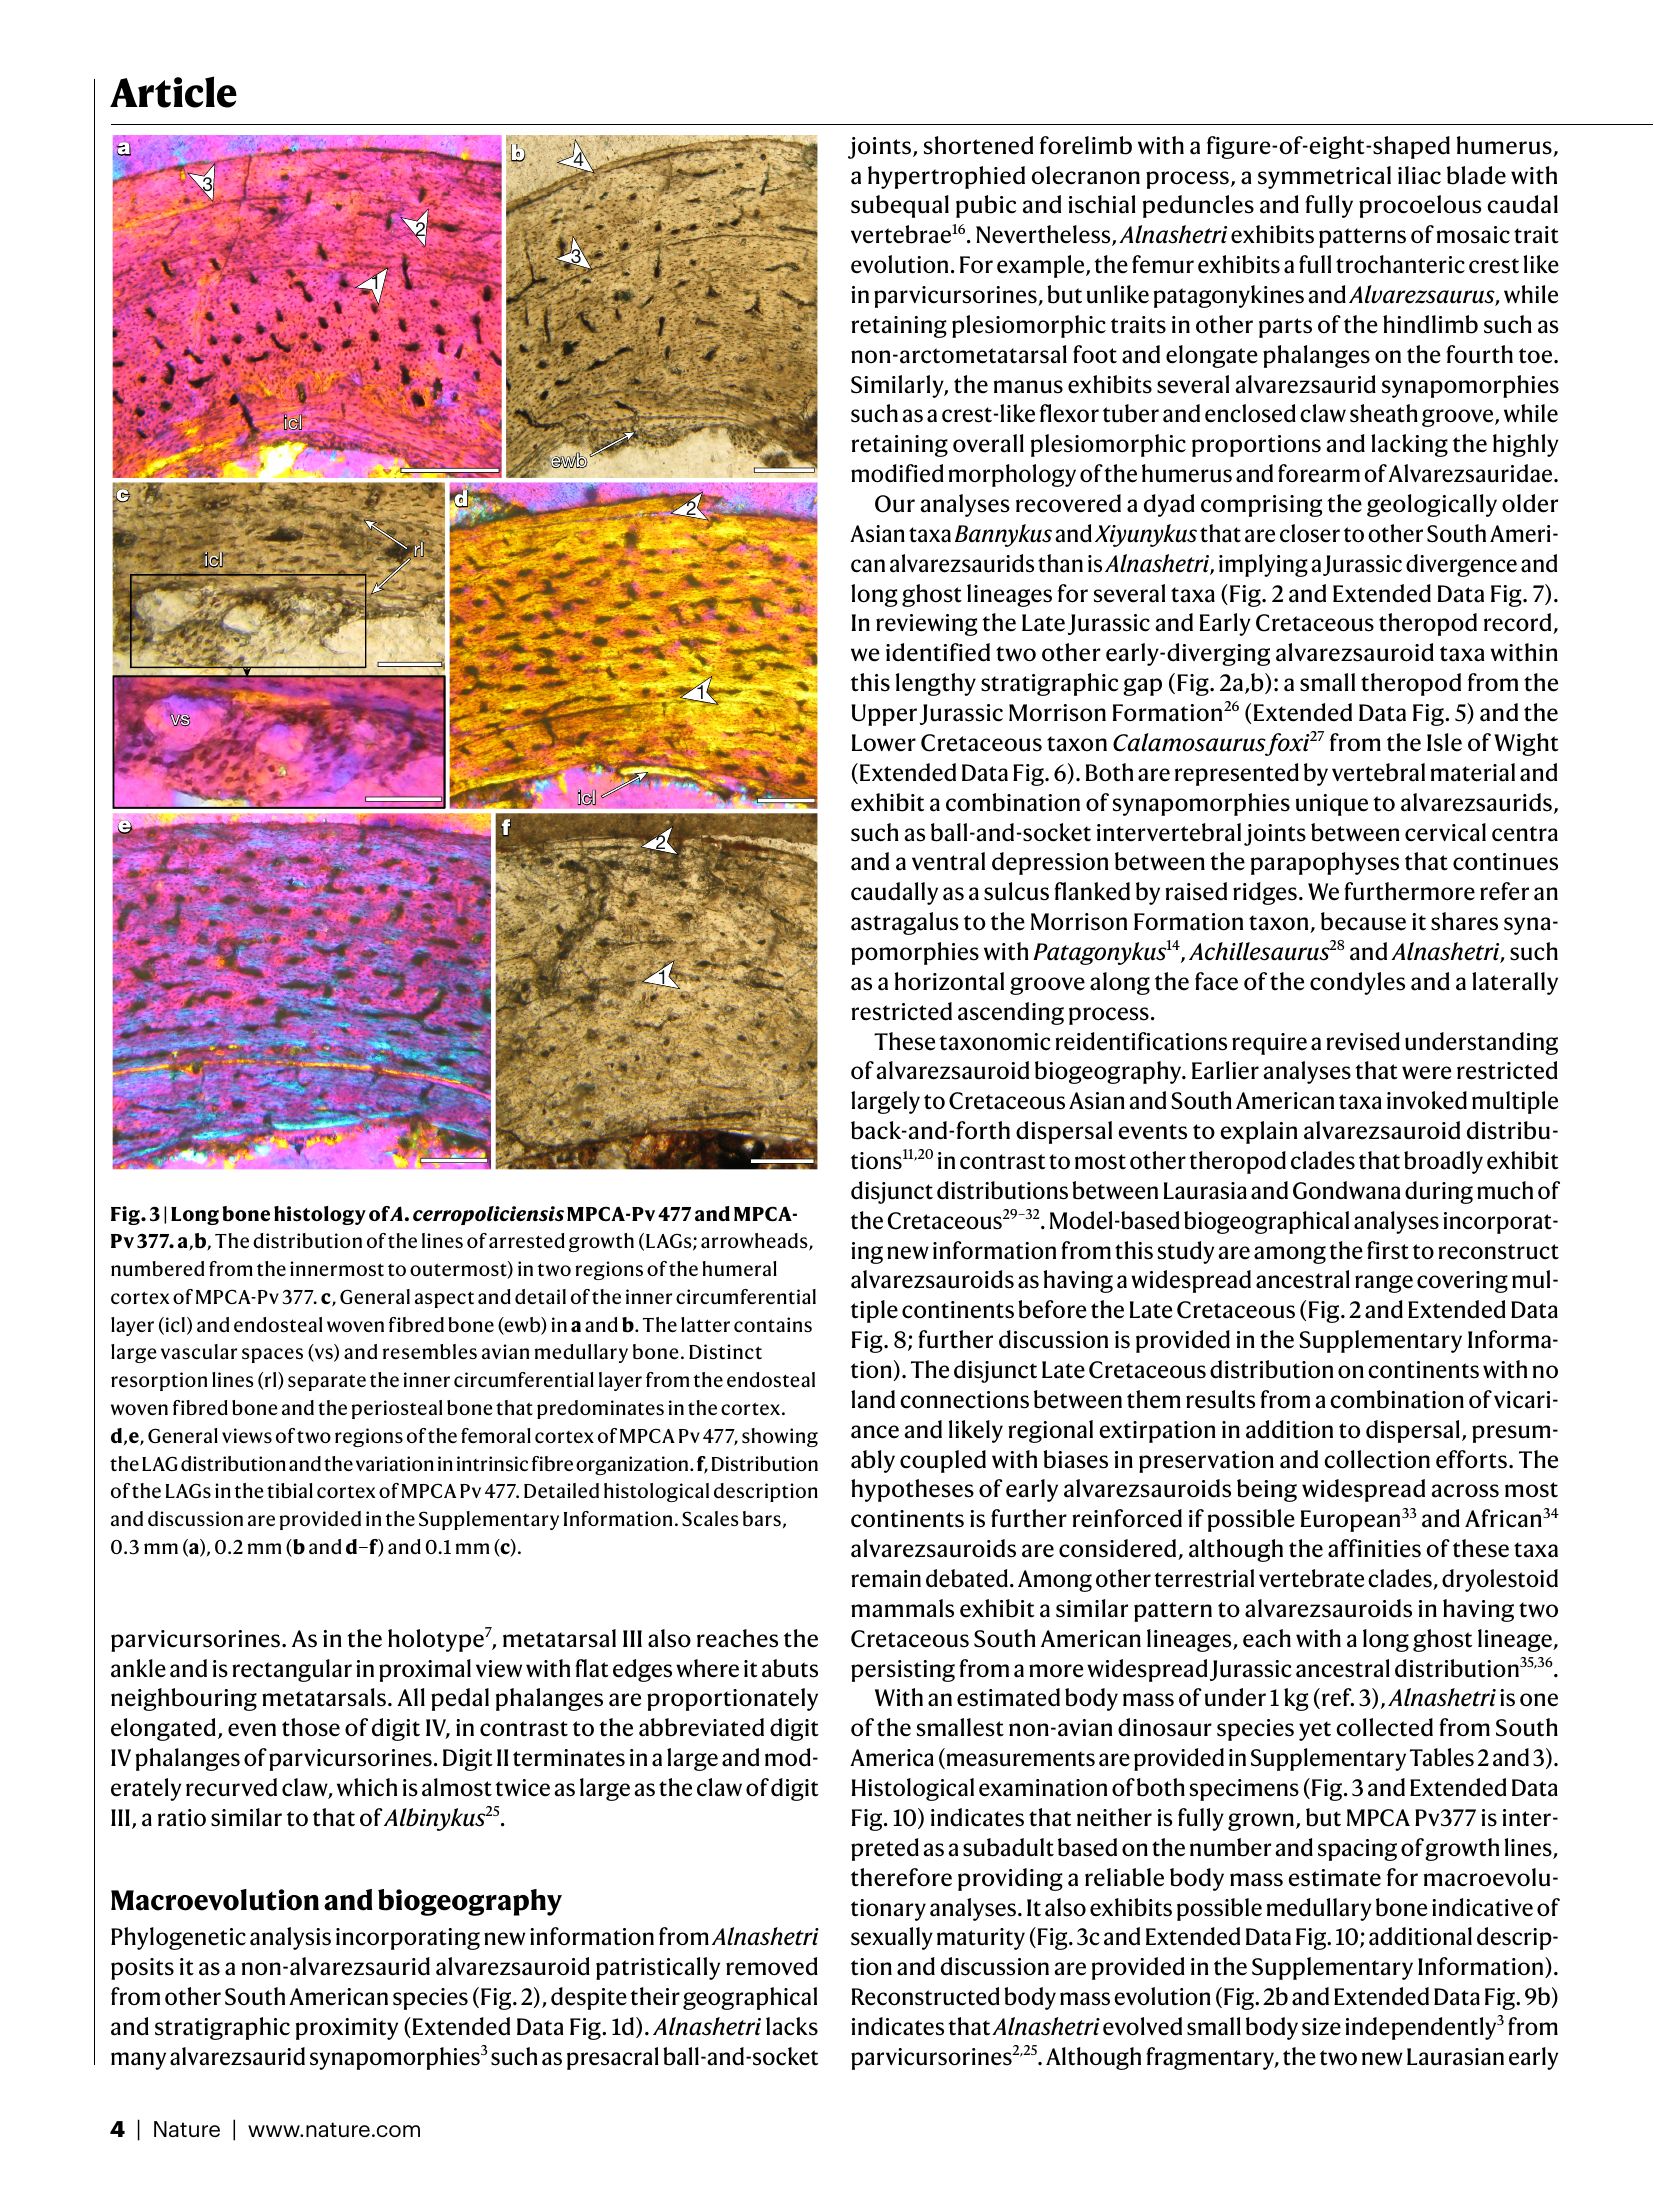 Article
a
3
2
1
icl
b
4
3
ewb
c
icl
rl
vs
d
2
1
icl
e
f
2
1
Fig. 3 | Long bone histology of A. cerropoliciensis MPCA-Pv 477 and MPCA-
Pv 377. a,b, The distribution of the lines of arrested growth (LAGs; arrowheads,
numbered from the innermost to outermost) in two regions of the humeral
cortex of MPCA-Pv 377. c, General aspect and detail of the inner circumferential
layer (icl) and endosteal woven fibred bone (ewb) in a and b. The latter contains
large vascular spaces (vs) and resembles avian medullary bone. Distinct
resorption lines (rl) separate the inner circumferential layer from the endosteal
woven fibred bone and the periosteal bone that predominates in the cortex.
d,e, General views of two regions of the femoral cortex of MPCA Pv 477, showing
the LAG distribution and the variation in intrinsic fibre organization. f, Distribution
of the LAGs in the tibial cortex of MPCA Pv 477. Detailed histological description
and discussion are provided in the Supplementary Information. Scales bars,
0.3 mm (a), 0.2 mm (b and d–f) and 0.1 mm (c).
parvicursorines. As in the holotype7, metatarsal III also reaches the
ankle and is rectangular in proximal view with flat edges where it abuts
neighbouring metatarsals. All pedal phalanges are proportionately
elongated, even those of digit IV, in contrast to the abbreviated digit
IV phalanges of parvicursorines. Digit II terminates in a large and mod-
erately recurved claw, which is almost twice as large as the claw of digit
III, a ratio similar to that of Albinykus25.
Macroevolution and biogeography
Phylogenetic analysis incorporating new information from Alnashetri
posits it as a non-alvarezsaurid alvarezsauroid patristically removed
from other South American species (Fig. 2), despite their geographical
and stratigraphic proximity (Extended Data Fig. 1d). Alnashetri lacks
many alvarezsaurid synapomorphies3 such as presacral ball-and-socket
joints, shortened forelimb with a figure-of-eight-shaped humerus,
a hypertrophied olecranon process, a symmetrical iliac blade with
subequal pubic and ischial peduncles and fully procoelous caudal
vertebrae16. Nevertheless, Alnashetri exhibits patterns of mosaic trait
evolution. For example, the femur exhibits a full trochanteric crest like
in parvicursorines, but unlike patagonykines and Alvarezsaurus, while
retaining plesiomorphic traits in other parts of the hindlimb such as
non-arctometatarsal foot and elongate phalanges on the fourth toe.
Similarly, the manus exhibits several alvarezsaurid synapomorphies
such as a crest-like flexor tuber and enclosed claw sheath groove, while
retaining overall plesiomorphic proportions and lacking the highly
modified morphology of the humerus and forearm of Alvarezsauridae.
Our analyses recovered a dyad comprising the geologically older
Asian taxa Bannykus and Xiyunykus that are closer to other South Ameri-
can alvarezsaurids than is Alnashetri, implying a Jurassic divergence and
long ghost lineages for several taxa (Fig. 2 and Extended Data Fig. 7).
In reviewing the Late Jurassic and Early Cretaceous theropod record,
we identified two other early-diverging alvarezsauroid taxa within
this lengthy stratigraphic gap (Fig. 2a,b): a small theropod from the
Upper Jurassic Morrison Formation26 (Extended Data Fig. 5) and the
Lower Cretaceous taxon Calamosaurus foxi27 from the Isle of Wight
(Extended Data Fig. 6). Both are represented by vertebral material and
exhibit a combination of synapomorphies unique to alvarezsaurids,
such as ball-and-socket intervertebral joints between cervical centra
and a ventral depression between the parapophyses that continues
caudally as a sulcus flanked by raised ridges. We furthermore refer an
astragalus to the Morrison Formation taxon, because it shares syna-
pomorphies with Patagonykus14, Achillesaurus28 and Alnashetri, such
as a horizontal groove along the face of the condyles and a laterally
restricted ascending process.
These taxonomic reidentifications require a revised understanding
of alvarezsauroid biogeography. Earlier analyses that were restricted
largely to Cretaceous Asian and South American taxa invoked multiple
back-and-forth dispersal events to explain alvarezsauroid distribu-
tions11,20 in contrast to most other theropod clades that broadly exhibit
disjunct distributions between Laurasia and Gondwana during much of
the Cretaceous29–32. Model-based biogeographical analyses incorporat-
ing new information from this study are among the first to reconstruct
alvarezsauroids as having a widespread ancestral range covering mul-
tiple continents before the Late Cretaceous (Fig. 2 and Extended Data
Fig. 8; further discussion is provided in the Supplementary Informa-
tion). The disjunct Late Cretaceous distribution on continents with no
land connections between them results from a combination of vicari-
ance and likely regional extirpation in addition to dispersal, presum-
ably coupled with biases in preservation and collection efforts. The
hypotheses of early alvarezsauroids being widespread across most
continents is further reinforced if possible European33 and African34
alvarezsauroids are considered, although the affinities of these taxa
remain debated. Among other terrestrial vertebrate clades, dryolestoid
mammals exhibit a similar pattern to alvarezsauroids in having two
Cretaceous South American lineages, each with a long ghost lineage,
persisting from a more widespread Jurassic ancestral distribution35,36.
With an estimated body mass of under 1 kg (ref. 3), Alnashetri is one
of the smallest non-avian dinosaur species yet collected from South
America (measurements are provided in Supplementary Tables 2 and 3).
Histological examination of both specimens (Fig. 3 and Extended Data
Fig. 10) indicates that neither is fully grown, but MPCA Pv377 is inter-
preted as a subadult based on the number and spacing of growth lines,
therefore providing a reliable body mass estimate for macroevolu-
tionary analyses. It also exhibits possible medullary bone indicative of
sexually maturity (Fig. 3c and Extended Data Fig. 10; additional descrip-
tion and discussion are provided in the Supplementary Information).
Reconstructed body mass evolution (Fig. 2b and Extended Data Fig. 9b)
indicates that Alnashetri evolved small body size independently3 from
parvicursorines2,25. Although fragmentary, the two new Laurasian early
4 | Nature | www.nature.com